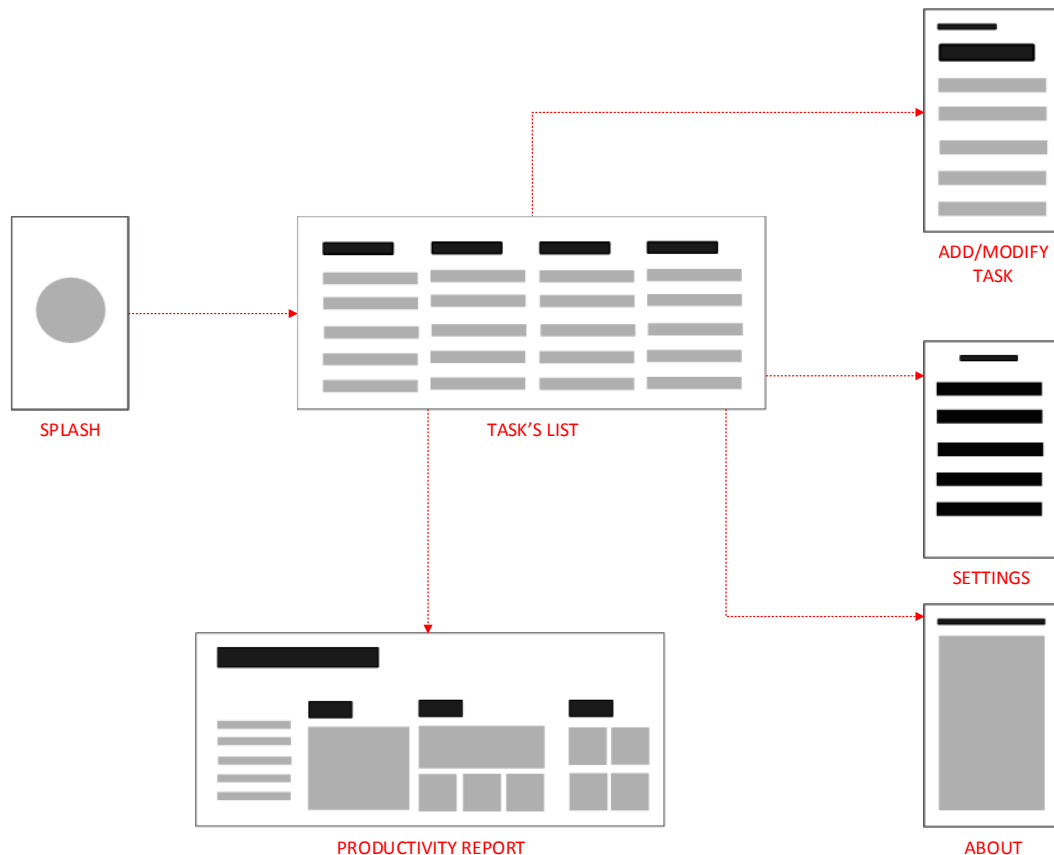 ADD/MODIFY
TASK
SPLASH
TASK'S LIST
SETTINGS
PRODUCTIVITY REPORT
ABOUT